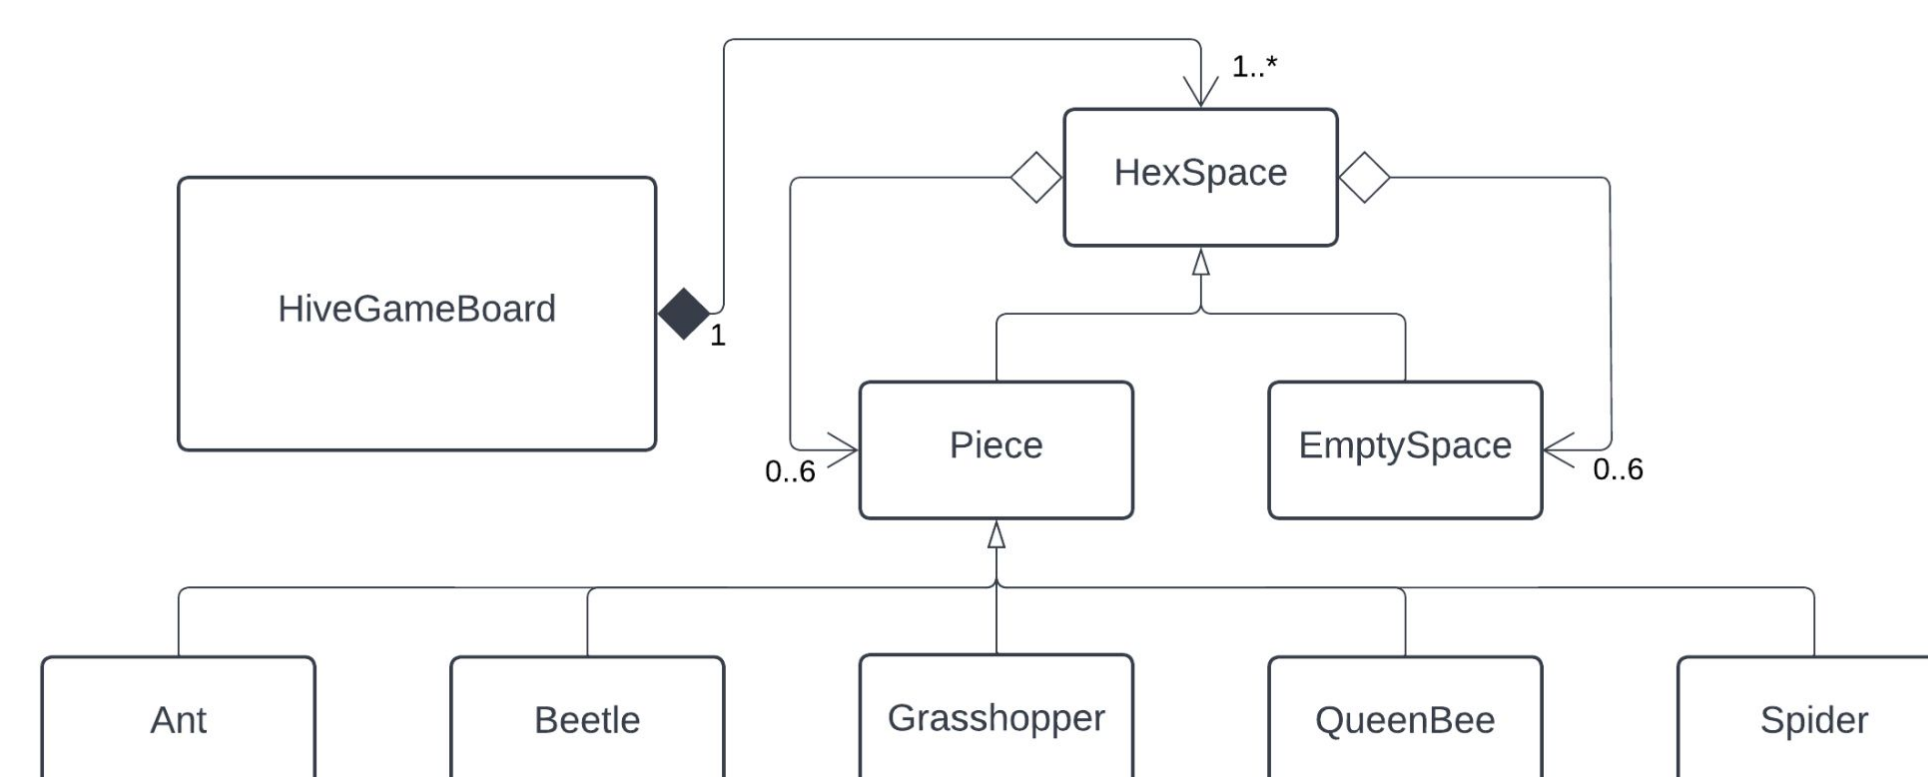 1..*
HexSpace
HiveGameBoard
1
Piece
EmptySpace
0..6
0..6
Ant
Beetle
Grasshopper
QueenBee
Spider